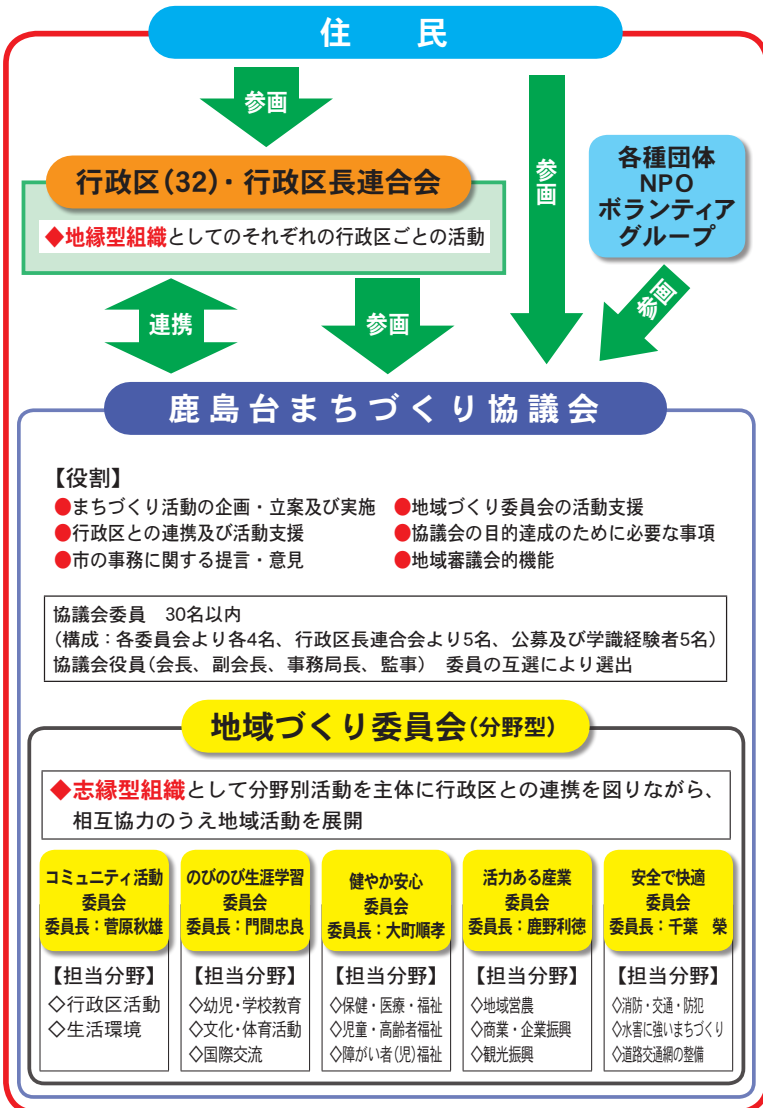 住　民
参画
行政区(32)・行政区長連合会
◆地縁型組織としてのそれぞれの行政区ごとの活動
参画
各種団体
NPO
ボランティア
グループ
連携
参画
参画
鹿島台まちづくり協議会
【役割】
●まちづくり活動の企画・立案及び実施
●行政区との連携及び活動支援
●市の事務に関する提言・意見
●地域づくり委員会の活動支援
●協議会の目的達成のために必要な事項
●地域審議会的機能
協議会委員　30名以内
(構成：各委員会より各4名、行政区長連合会より5名、公募及び学識経験者5名)
協議会役員(会長、副会長、事務局長、監事)　委員の互選により選出
地域づくり委員会(分野型)
◆志縁型組織として分野別活動を主体に行政区との連携を図りながら、
相互協力のうえ地域活動を展開
コミュニティ活動
委員会
委員長：菅原秋雄
【担当分野】
◇行政区活動
◇生活環境
のびのび生涯学習
委員会
委員長：門間忠良
【担当分野】
◇幼児・学校教育
◇文化・体育活動
◇国際交流
健やか安心
委員会
委員長：大町順孝
【担当分野】
◇保健・医療・福祉
◇児童・高齢者福祉
◇障がい者(児)福祉
活力ある産業
委員会
委員長：鹿野利徳
【担当分野】
◇地域営農
◇商業・企業振興
◇観光振興
安全で快適
委員会
委員長：千葉　榮
【担当分野】
◇消防・交通・防犯
◇水害に強いまちづくり
◇道路交通網の整備